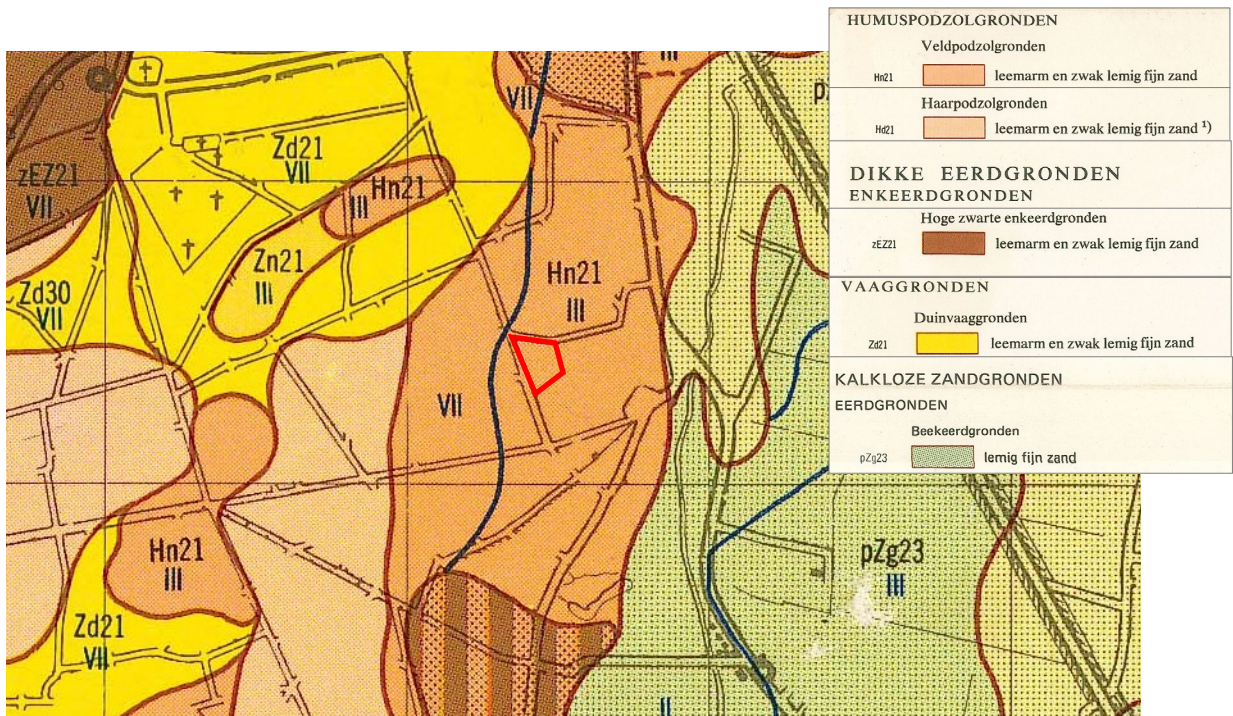 HUMUSPODZOLGRONDEN
Veldpodzolgronden
Hn21 leemarm en zwak lemig fijn zand
Haarpodzolgronden
Hd21 leemarm en zwak lemig fijn zand ¹)
DIKKE EERDGRONDEN
ENKEERDGRONDEN
Hoge zwarte enkeerdgronden
zEZ21 leemarm en zwak lemig fijn zand
VAAGGRONDEN
Duinvaaggronden
Zd21 leemarm en zwak lemig fijn zand
KALKLOZE ZANDGRONDEN
EERDGRONDEN
Beekeerdgronden
pZg23 lemig fijn zand
III
VII
Zd21
VII
zEZ21
VII
Hn21
III
Zn21
III
Hn21
III
Zd30
VII
VII
Hn21
III
pZg23
III
Zd21
VII
II